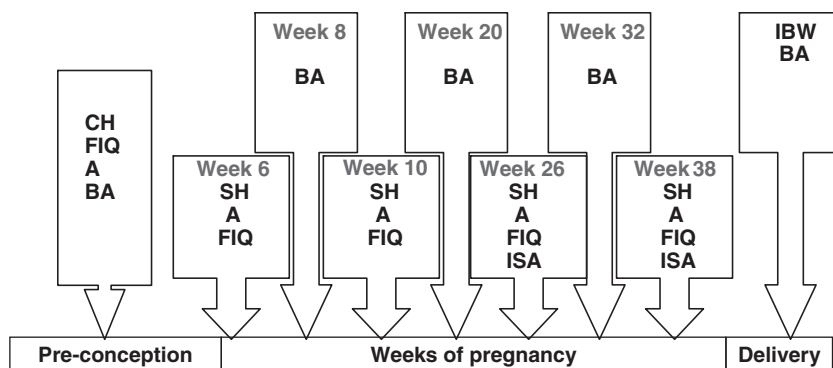 CH
FIQ
A
BA
Week 6
SH
A
FIQ
Week 8
BA
Week 10
SH
A
FIQ
Week 20
BA
Week 26
SH
A
FIQ
ISA
Week 32
BA
Week 38
SH
A
FIQ
ISA
IBW
BA
Pre-conception
Weeks of pregnancy
Delivery